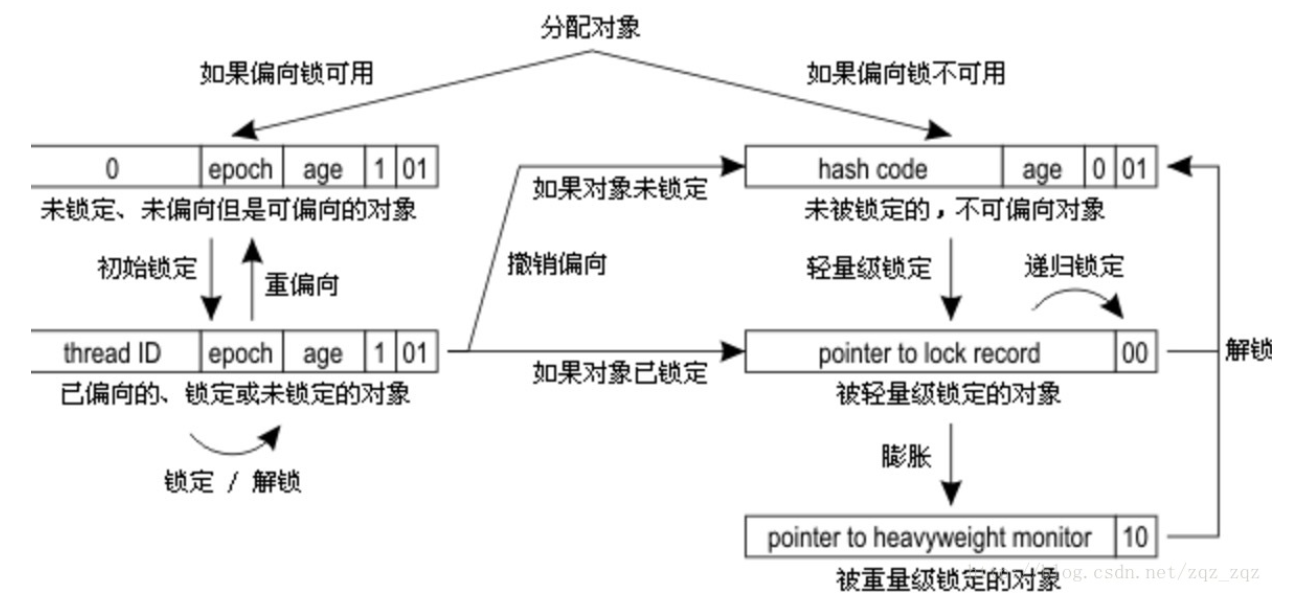 分配对象
如果偏向锁可用
如果偏向锁不可用
0 epoch age 1 01
hash code age 0 01
未锁定、未偏向但是可偏向的对象
如果对象未锁定
未被锁定的，不可偏向对象
初始锁定
重偏向
撤销偏向
轻量级锁定
递归锁定
thread ID epoch age 1 01
pointer to lock record 00
解锁
已偏向的、锁定或未锁定的对象
如果对象已锁定
被轻量级锁定的对象
锁定 / 解锁
膨胀
pointer to heavyweight monitor 10
被重量级锁定的对象
http://blog.csdn.net/zqz_zqz